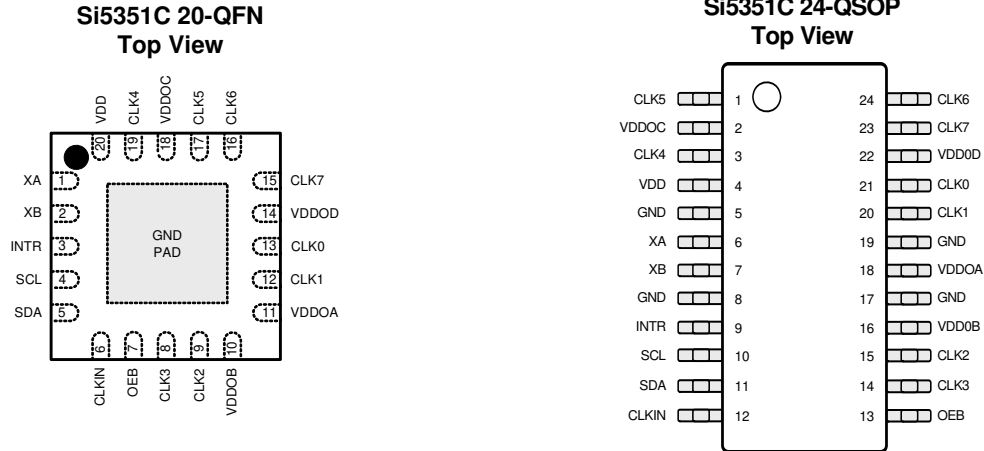 Si5351C 20-QFN
Top View
VDD
CLK4
VDDOC
CLK5
CLK6
20
19
18
17
16
XA 1
XB 2
INTR 3
SCL 4
SDA 5
GND
PAD
15 CLK7
14 VDDOD
13 CLK0
12 CLK1
11 VDDOA
6
7
8
9
10
CLKIN
OEB
CLK3
CLK2
VDDOB
Si5351C 24-QSOP
Top View
CLK5 1 24 CLK6
VDDOC 2 23 CLK7
CLK4 3 22 VDD0D
VDD 4 21 CLK0
GND 5 20 CLK1
XA 6 19 GND
XB 7 18 VDDOA
GND 8 17 GND
INTR 9 16 VDD0B
SCL 10 15 CLK2
SDA 11 14 CLK3
CLKIN 12 13 OEB